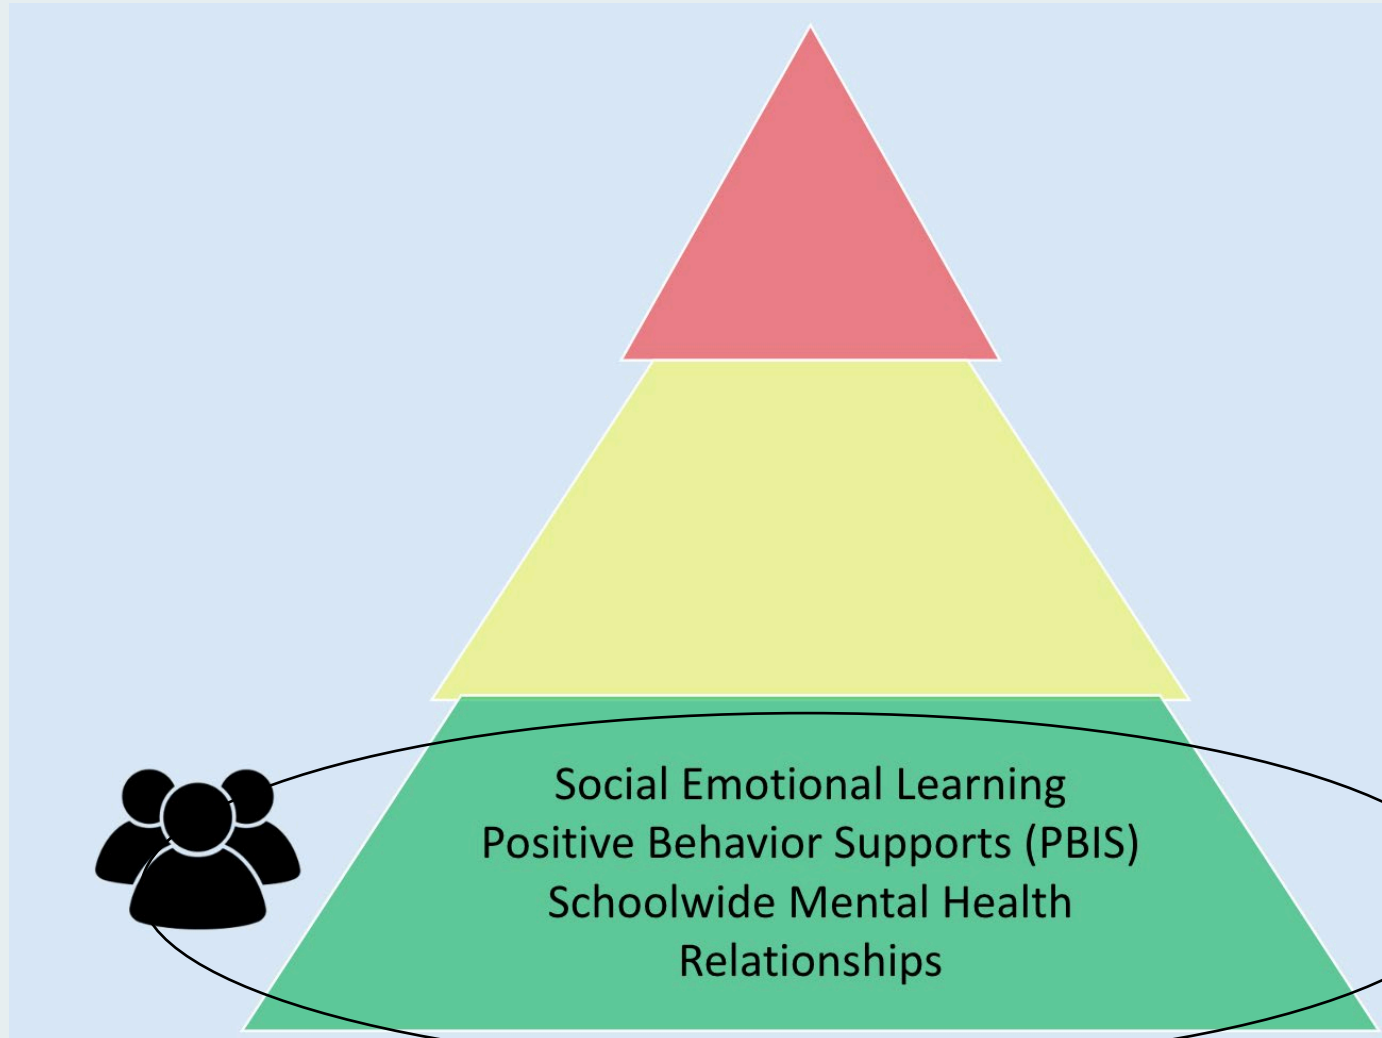 Social Emotional Learning
Positive Behavior Supports (PBIS)
Schoolwide Mental Health
Relationships